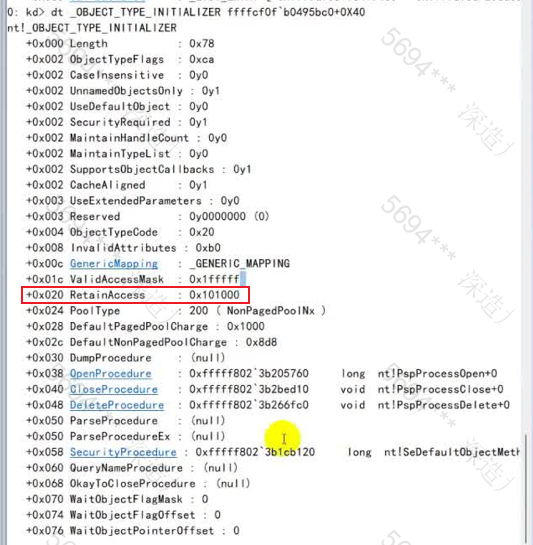 0: kd> dt _OBJECT_TYPE_INITIALIZER ffffcf0f`b0495bc0+0X40
nt!_OBJECT_TYPE_INITIALIZER
+0x000 Length : 0x78
+0x002 ObjectTypeFlags : 0xca
+0x002 CaseInsensitive : 0y0
+0x002 UnnamedObjectsOnly : 0y1
+0x002 UseDefaultObject : 0y0
+0x002 SecurityRequired : 0y1
+0x002 MaintainHandleCount : 0y0
+0x002 MaintainTypeList : 0y0
+0x002 SupportsObjectCallbacks : 0y1
+0x002 CacheAligned : 0y1
+0x003 UseExtendedParameters : 0y0
+0x003 Reserved : 0y0000000 (0)
+0x004 ObjectTypeCode : 0x20
+0x008 InvalidAttributes : 0xb0
+0x00c GenericMapping : _GENERIC_MAPPING
+0x01c ValidAccessMask : 0x1fffff
+0x020 RetainAccess : 0x101000
+0x024 PoolType : 200 ( NonPagedPoolNx )
+0x028 DefaultPagedPoolCharge : 0x1000
+0x02c DefaultNonPagedPoolCharge : 0x8d8
+0x030 DumpProcedure : (null)
+0x038 OpenProcedure : 0xfffff802`3b205760 long nt!PspProcessOpen+0
+0x040 CloseProcedure : 0xfffff802`3b2bed10 void nt!PspProcessClose+0
+0x048 DeleteProcedure : 0xfffff802`3b266fc0 void nt!PspProcessDelete+0
+0x050 ParseProcedure : (null)
+0x050 ParseProcedureEx : (null)
+0x058 SecurityProcedure : 0xfffff802`3b1cb120 long nt!SeDefaultObjectMeth
+0x060 QueryNameProcedure : (null)
+0x068 OkayToCloseProcedure : (null)
+0x070 WaitObjectFlagMask : 0
+0x074 WaitObjectFlagOffset : 0
+0x076 WaitObjectPointerOffset : 0
5694*** 深造
5694*** 深造